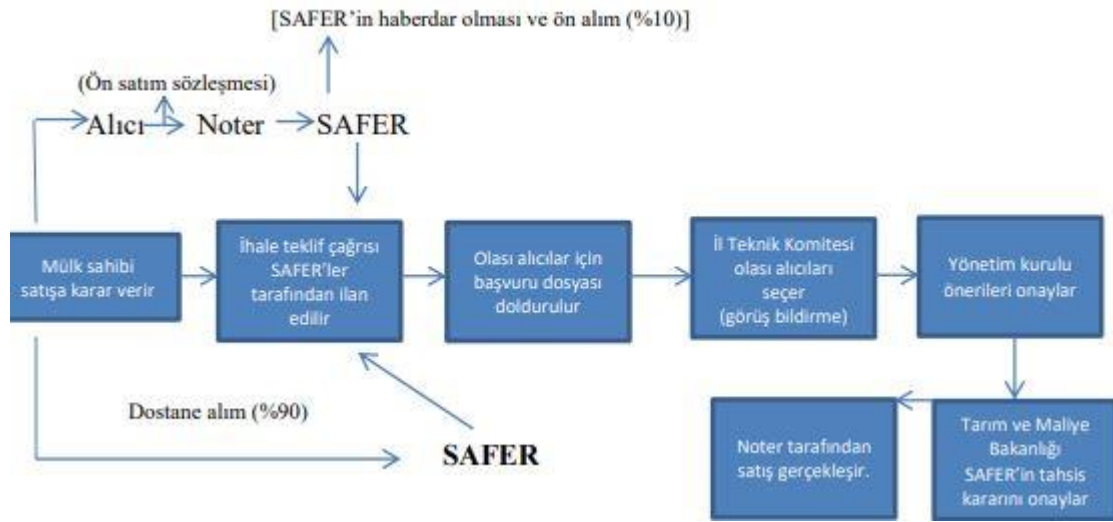 [SAFER’in haberdar olması ve ön alım (%10)]
(Ön satım sözleşmesi)
Alıcı
Noter
SAFER
Mülk sahibi
satışa karar verir
İhale teklif çağrısı
SAFER’ler
tarafından ilan
edilir
Olası alıcılar için
başvuru dosyası
doldurulur
İl Teknik Komitesi
olası alıcıları
seçer
(görüş bildirme)
Yönetim kurulu
önerileri onaylar
Dostane alım (%90)
SAFER
Noter tarafından
satış gerçekleşir.
Tarım ve Maliye
Bakanlığı
SAFER’in tahsis
kararını onaylar